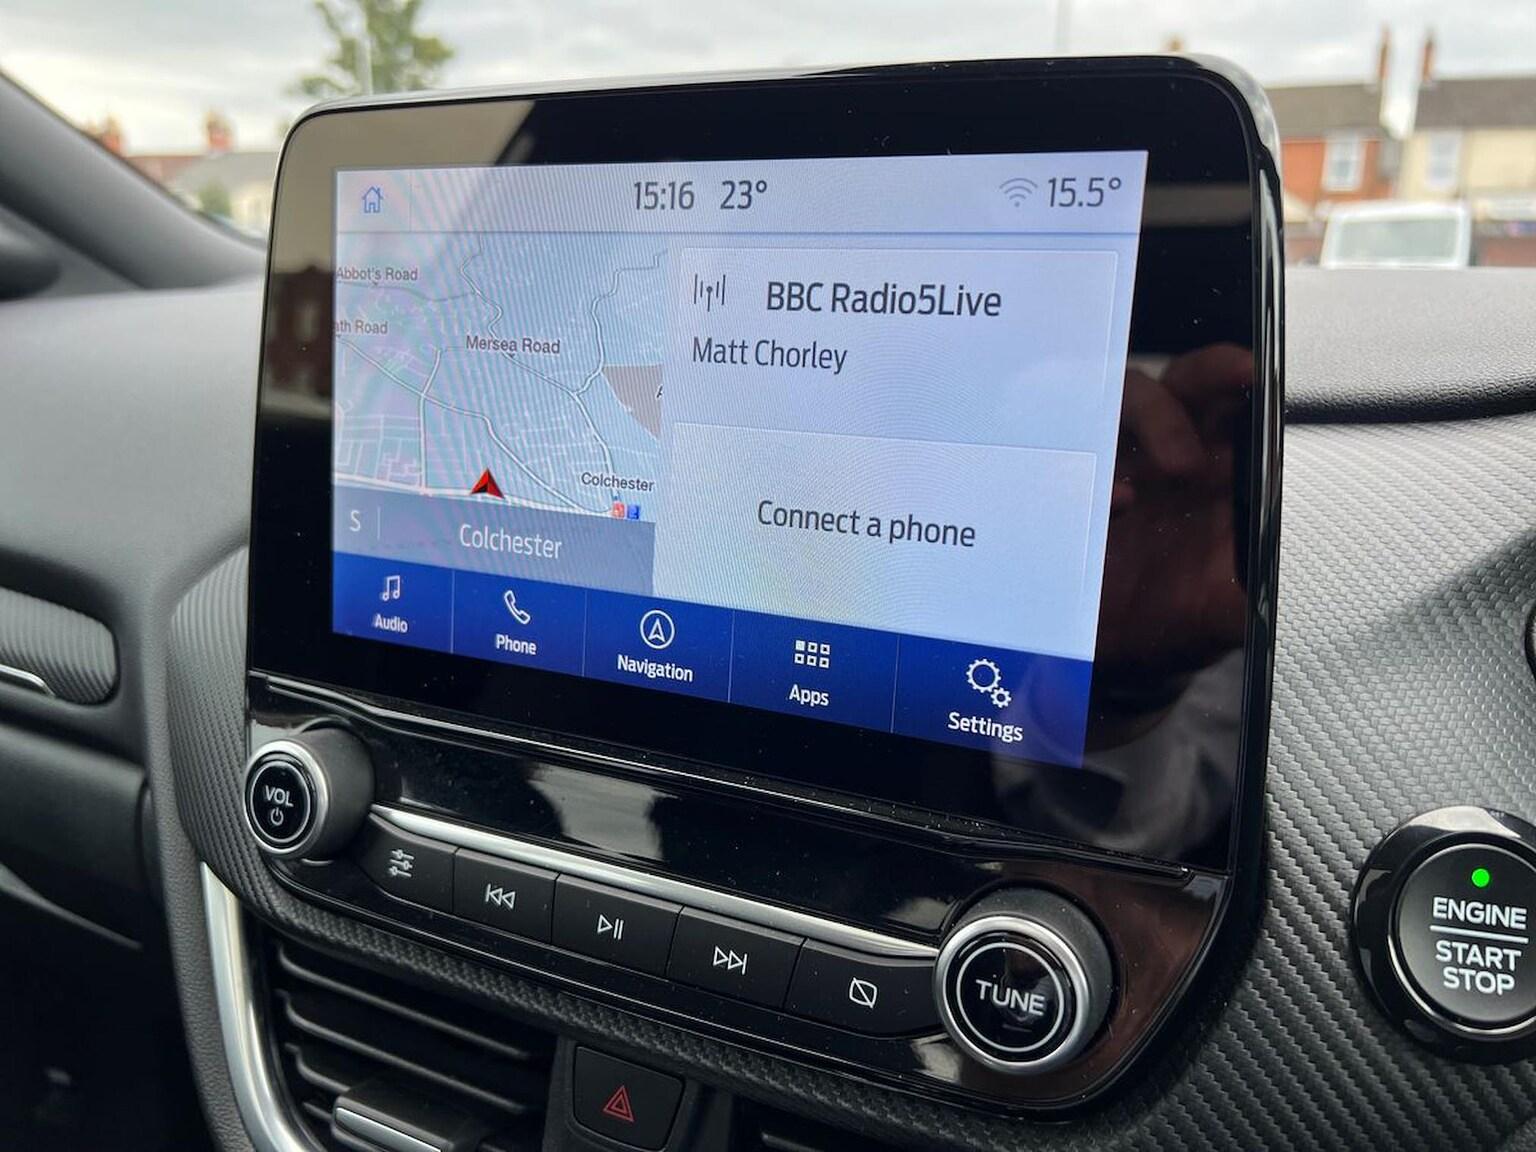 15:16 23° 15.5°
Abbot's Road
ath Road
Mersea Road
Colchester
S
Colchester
BBC Radio5Live
Matt Chorley
Connect a phone
Audio
Phone
Navigation
Apps
Settings
VOL
TUNE
ENGINE
START
STOP